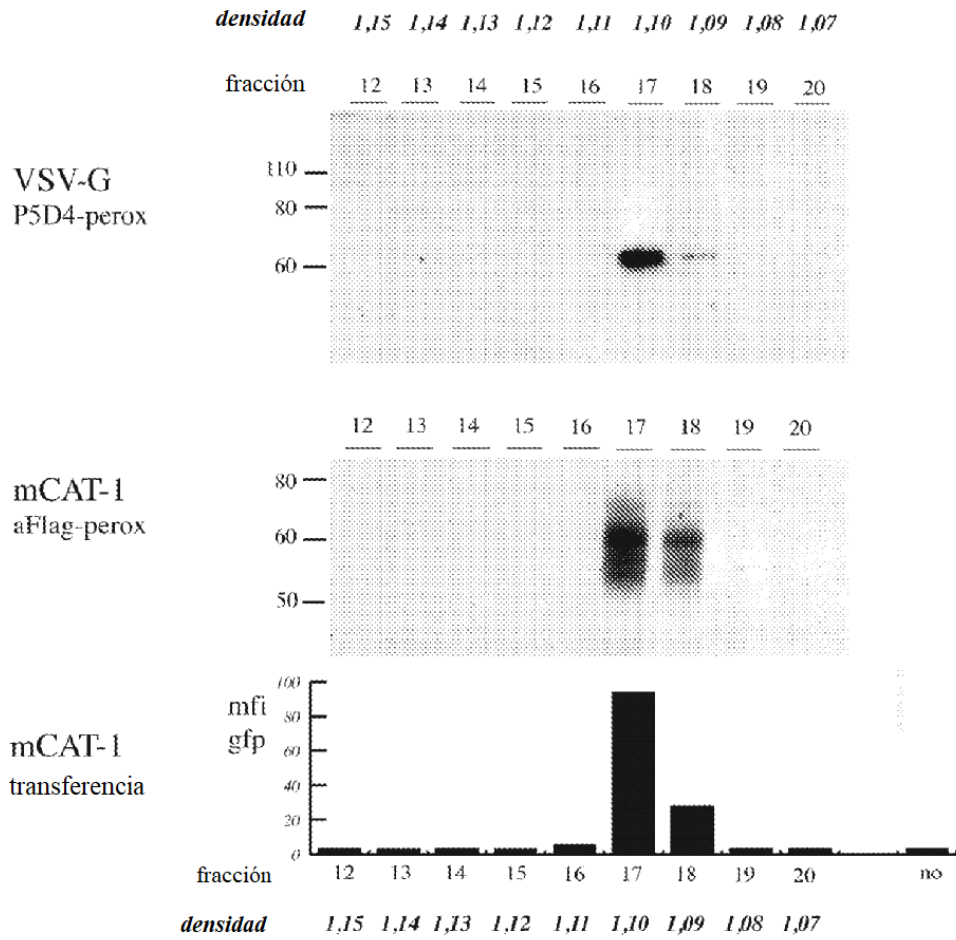 densidad 1,15 1,14 1,13 1,12 1,11 1,10 1,09 1,08 1,07
fracción 12 13 14 15 16 17 18 19 20
VSV-G
P5D4-perox
110
80
60
12 13 14 15 16 17 18 19 20
mCAT-1
aFlag-perox
80
60
50
mCAT-1
transferencia
mfi
gfp
100
80
60
40
20
0
fracción 12 13 14 15 16 17 18 19 20 no
densidad 1,15 1,14 1,13 1,12 1,11 1,10 1,09 1,08 1,07